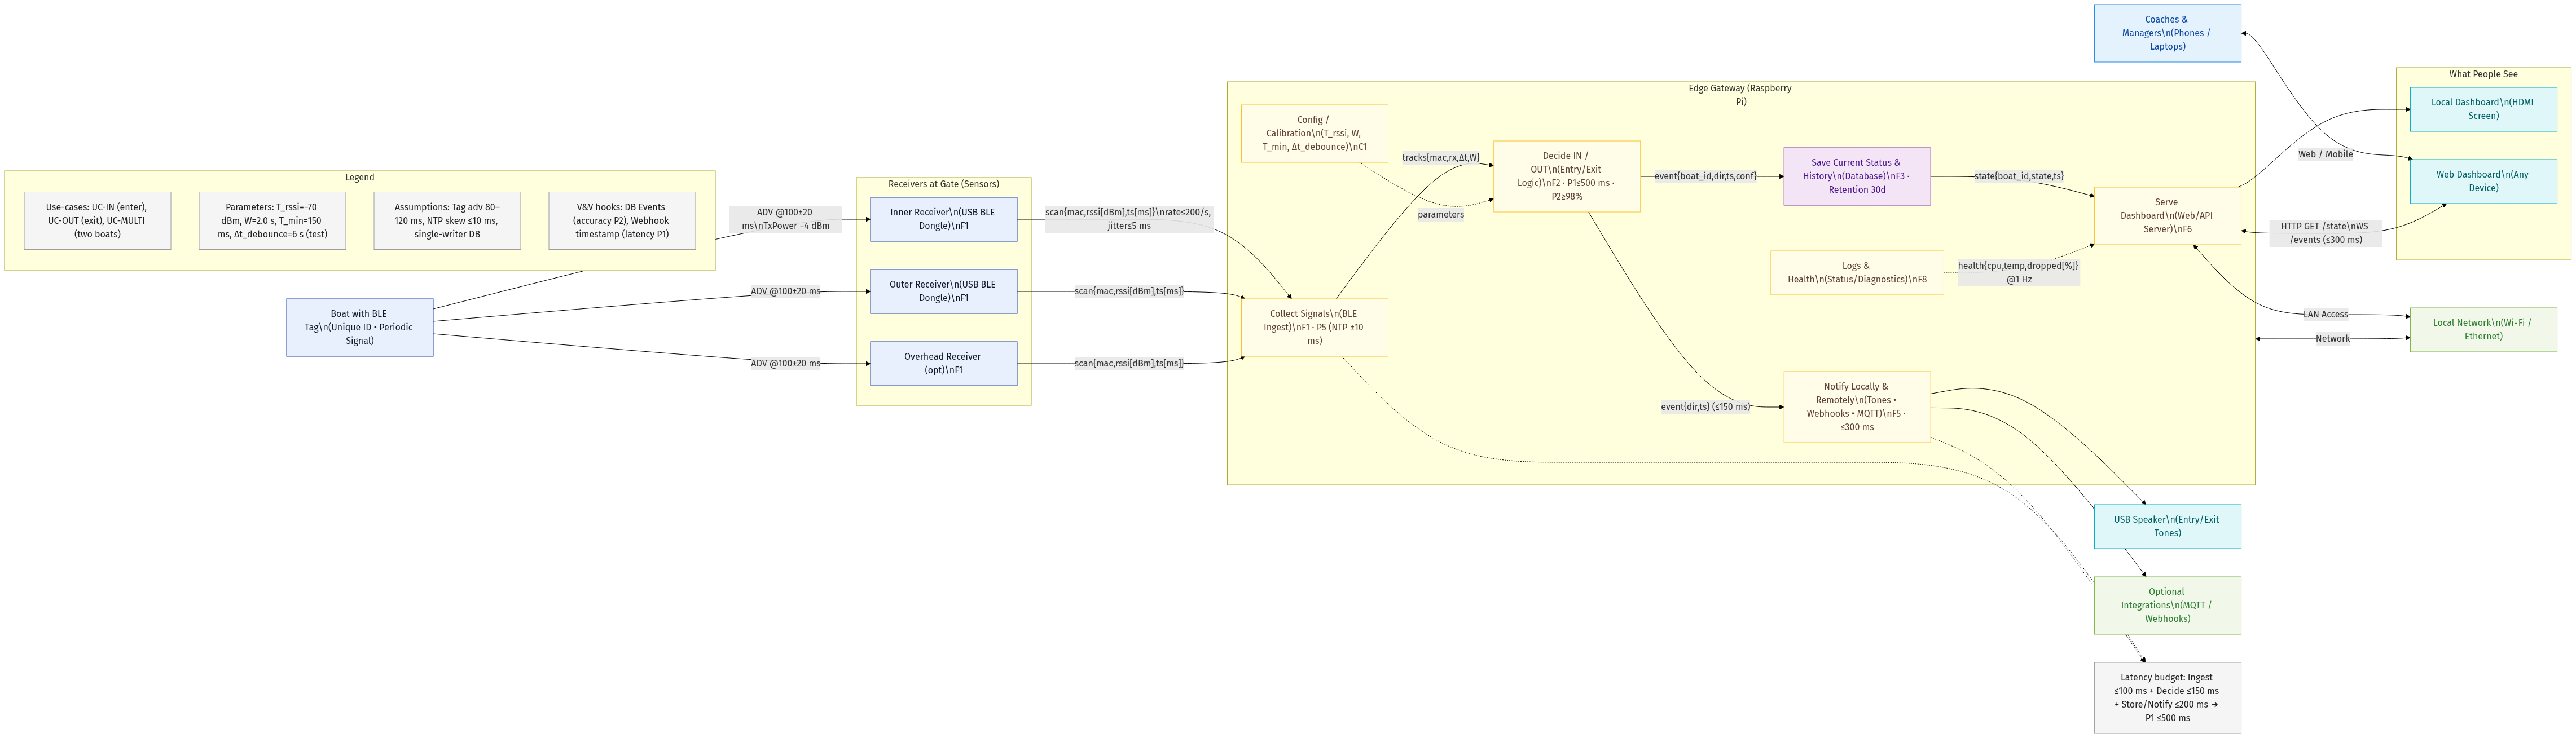 Coaches &
Managers\n(Phones /
Laptops)
What People See
Local Dashboard\n(HDMI
Screen)
Web Dashboard\n(Any
Device)
Web / Mobile
HTTP GET /state\nWS
/events (≤300 ms)
LAN Access
Network
Local Network\n(Wi-Fi /
Ethernet)
Legend
Use-cases: UC-IN (enter),
UC-OUT (exit), UC-MULTI
(two boats)
Parameters: T_rssi=–70
dBm, W=2.0 s, T_min=150
ms, Δt_debounce=6 s (test)
Assumptions: Tag adv 80–
120 ms, NTP skew ≤10 ms,
single-writer DB
V&V hooks: DB Events
(accuracy P2), Webhook
timestamp (latency P1)
Boat with BLE
Tag\n(Unique ID • Periodic
Signal)
ADV @100±20
ms\nTxPower −4 dBm
ADV @100±20 ms
ADV @100±20 ms
Receivers at Gate (Sensors)
Inner Receiver\n(USB BLE
Dongle)\nF1
Outer Receiver\n(USB BLE
Dongle)\nF1
Overhead Receiver
(opt)\nF1
scan{mac,rssi[dBm],ts[ms]}\nrate≤200/s,
jitter≤5 ms
scan{mac,rssi[dBm],ts[ms]}
scan{mac,rssi[dBm],ts[ms]}
Edge Gateway (Raspberry
Pi)
Config /
Calibration\n(T_rssi, W,
T_min, Δt_debounce)\nC1
Collect Signals\n(BLE
Ingest)\nF1 · P5 (NTP ±10
ms)
tracks{mac,rx,Δt,W}
parameters
Decide IN /
OUT\n(Entry/Exit
Logic)\nF2 · P1≤500 ms ·
P2≥98%
event{boat_id,dir,ts,conf}
Save Current Status &
History\n(Database)\nF3 ·
Retention 30d
state{boat_id,state,ts}
Serve
Dashboard\n(Web/API
Server)\nF6
Logs &
Health\n(Status/Diagnostics)\nF8
health{cpu,temp,dropped[%]}
@1 Hz
event{dir,ts} (≤150 ms)
Notify Locally &
Remotely\n(Tones •
Webhooks • MQTT)\nF5 ·
≤300 ms
USB Speaker\n(Entry/Exit
Tones)
Optional
Integrations\n(MQTT /
Webhooks)
Latency budget: Ingest
≤100 ms + Decide ≤150 ms
+ Store/Notify ≤200 ms →
P1 ≤500 ms